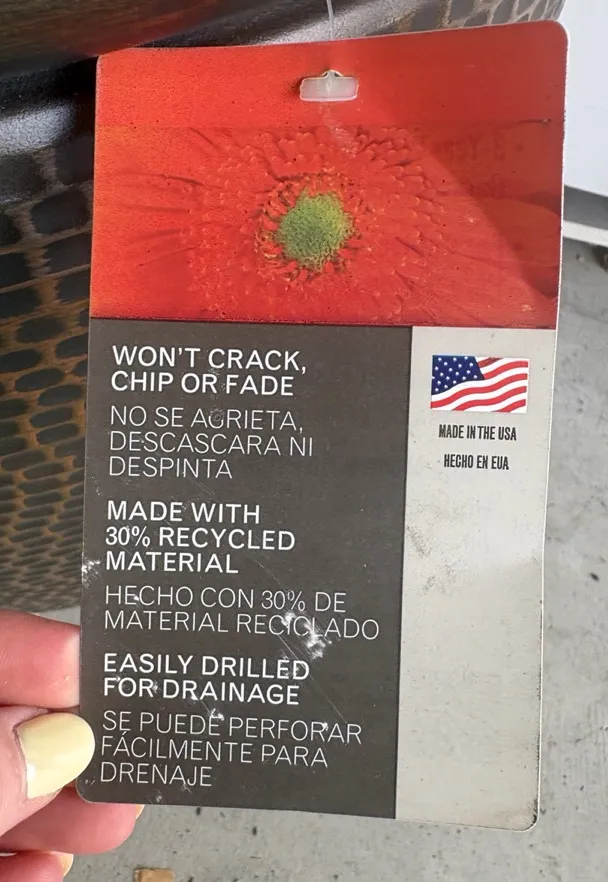 WON'T CRACK,
CHIP OR FADE
NO SE AGRIETA,
DESCASCARA NI
DESPINTA
MADE WITH
30% RECYCLED
MATERIAL
HECHO CON 30% DE
MATERIAL RECICLADO
EASILY DRILLED
FOR DRAINAGE
SE PUEDE PERFORAR
FÁCILMENTE PARA
DRENAJE
MADE IN THE USA
HECHO EN EUA